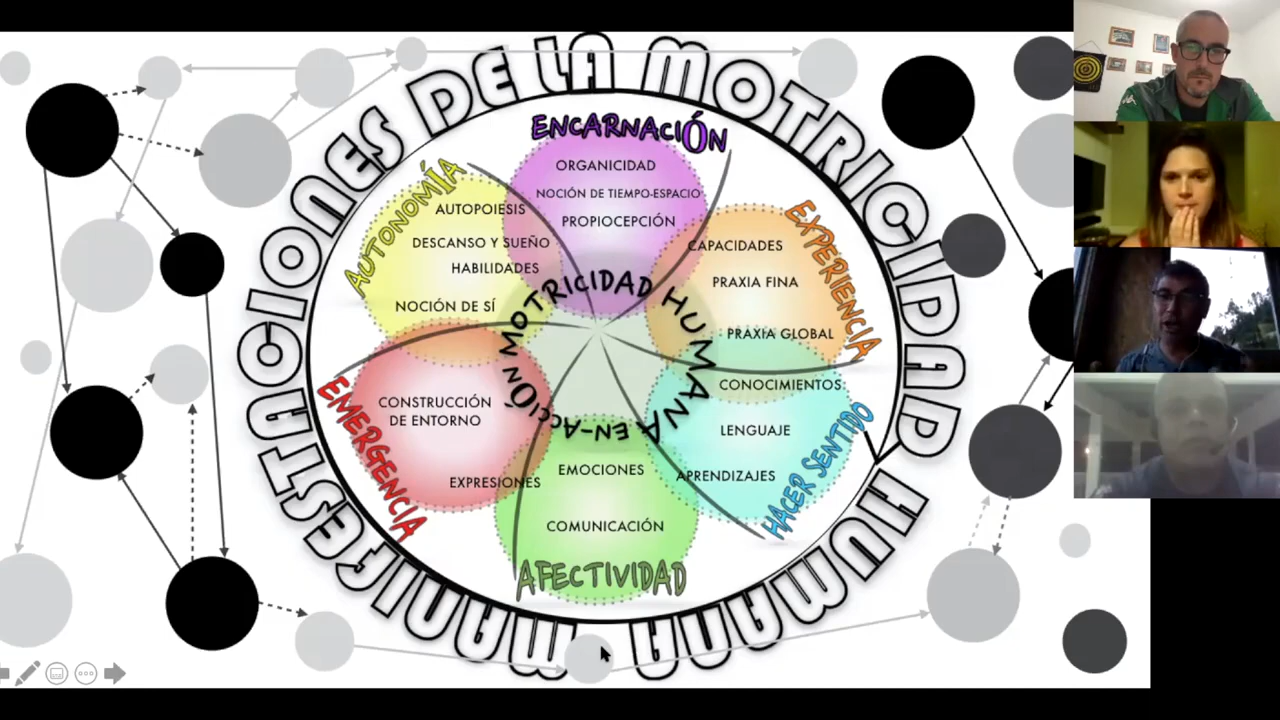 MANIFESTACIONES DE LA MOTRICIDAD HUMANA
ENCARNACIÓN
ORGANICIDAD
NOCIÓN DE TIEMPO-ESPACIO
PROPIOCEPCIÓN
EXPERIENCIA
CAPACIDADES
PRAXIA FINA
PRAXIA GLOBAL
HACER SENTIDO
CONOCIMIENTOS
LENGUAJE
APRENDIZAJES
AFECTIVIDAD
EMOCIONES
COMUNICACIÓN
EMERGENCIA
CONSTRUCCIÓN
DE ENTORNO
EXPRESIONES
AUTONOMÍA
AUTOPOIESIS
DESCANSO Y SUEÑO
HABILIDADES
NOCIÓN DE SÍ
MOTRICIDAD HUMANA EN-ACCIÓN